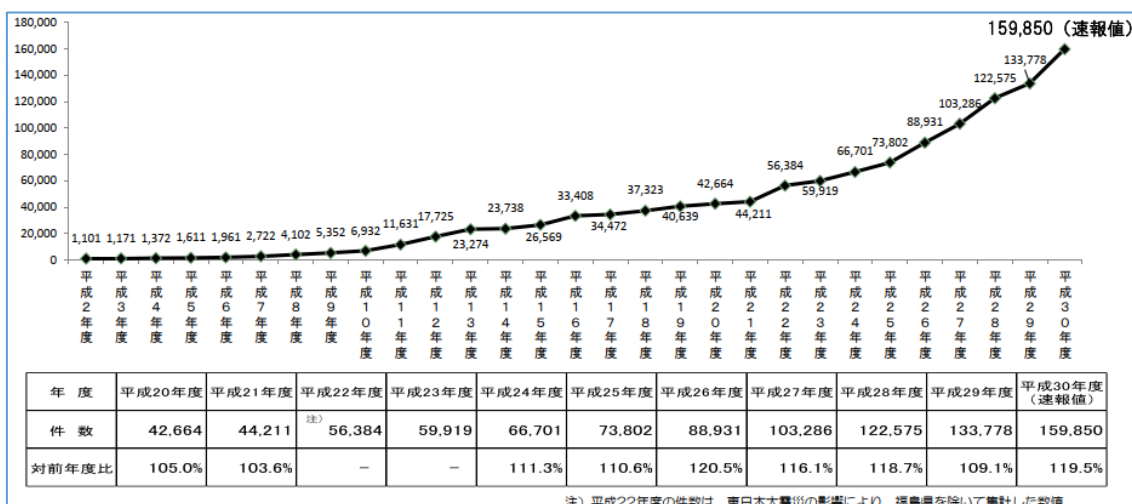 159,850（速報値）
180,000
160,000
140,000
120,000
100,000
80,000
60,000
40,000
20,000
0
1,101 1,171 1,372 1,611 1,961 2,722 4,102 5,352 6,932 11,631 17,725 23,274 23,738 26,569 33,408 34,472 37,323 40,639 42,664 44,211 56,384 59,919 66,701 73,802 88,931 103,286 122,575 133,778
平成2年度 平成3年度 平成4年度 平成5年度 平成6年度 平成7年度 平成8年度 平成9年度 平成10年度 平成11年度 平成12年度 平成13年度 平成14年度 平成15年度 平成16年度 平成17年度 平成18年度 平成19年度 平成20年度 平成21年度 平成22年度 平成23年度 平成24年度 平成25年度 平成26年度 平成27年度 平成28年度 平成29年度 平成30年度
年 度 平成20年度 平成21年度 平成22年度 平成23年度 平成24年度 平成25年度 平成26年度 平成27年度 平成28年度 平成29年度 平成30年度（速報値）
件 数 42,664 44,211 注）56,384 59,919 66,701 73,802 88,931 103,286 122,575 133,778 159,850
対前年度比 105.0% 103.6% － － 111.3% 110.6% 120.5% 116.1% 118.7% 109.1% 119.5%
注）平成22年度の件数は、東日本大震災の影響により、福島県を除いて集計した数値